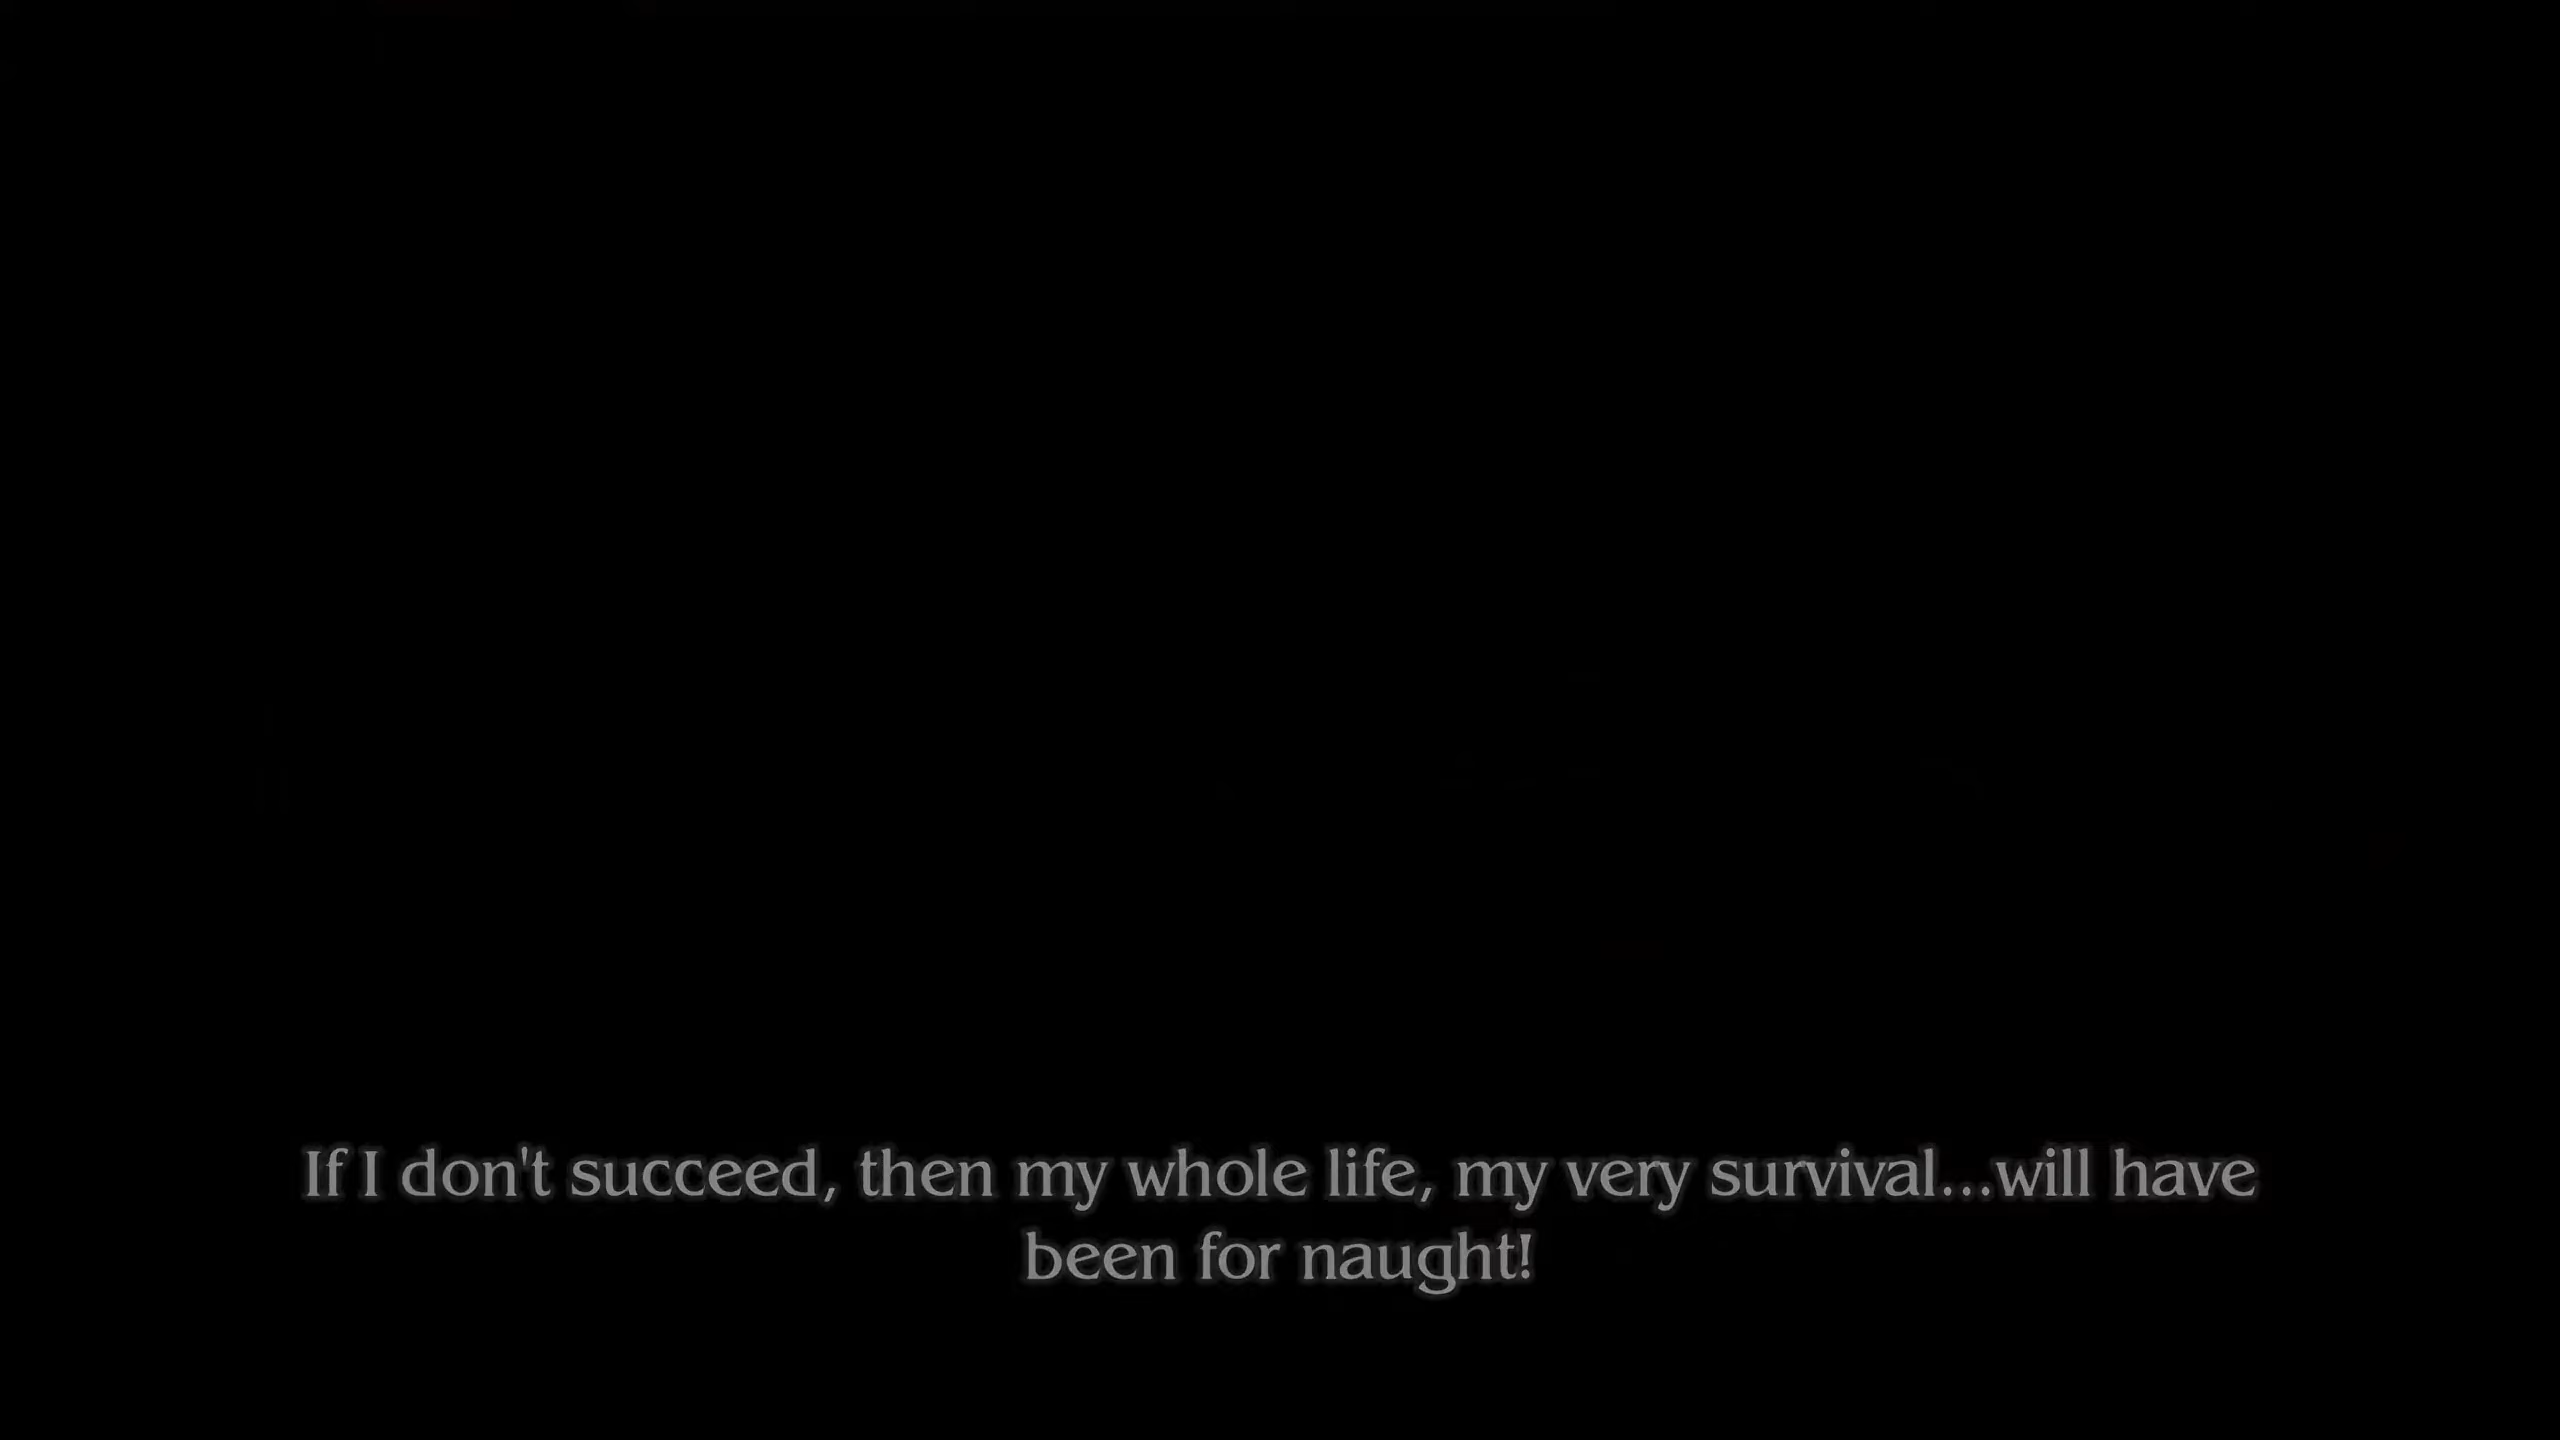 If I don't succeed, then my whole life, my very survival...will have
been for naught!